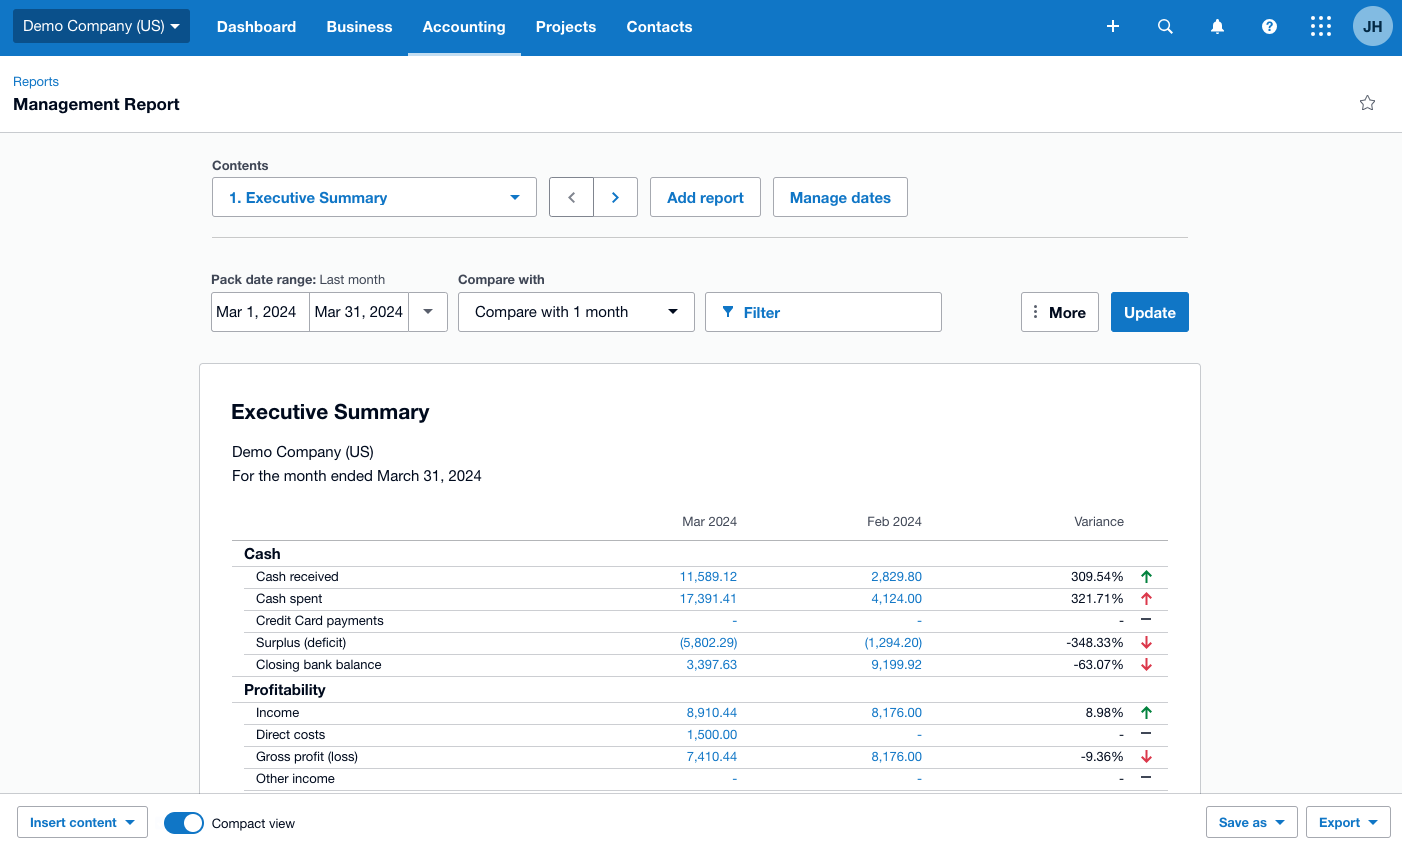 Demo Company (US) Dashboard Business Accounting Projects Contacts JH
Reports
Management Report
Contents
1. Executive Summary Add report Manage dates
Pack date range: Last month Compare with
Mar 1, 2024 Mar 31, 2024 Compare with 1 month Filter More Update
Executive Summary
Demo Company (US)
For the month ended March 31, 2024
Mar 2024 Feb 2024 Variance
Cash
Cash received 11,589.12 2,829.80 309.54%
Cash spent 17,391.41 4,124.00 321.71%
Credit Card payments - - -
Surplus (deficit) (5,802.29) (1,294.20) -348.33%
Closing bank balance 3,397.63 9,199.92 -63.07%
Profitability
Income 8,910.44 8,176.00 8.98%
Direct costs 1,500.00 - -
Gross profit (loss) 7,410.44 8,176.00 -9.36%
Other income - - -
Insert content Compact view Save as Export